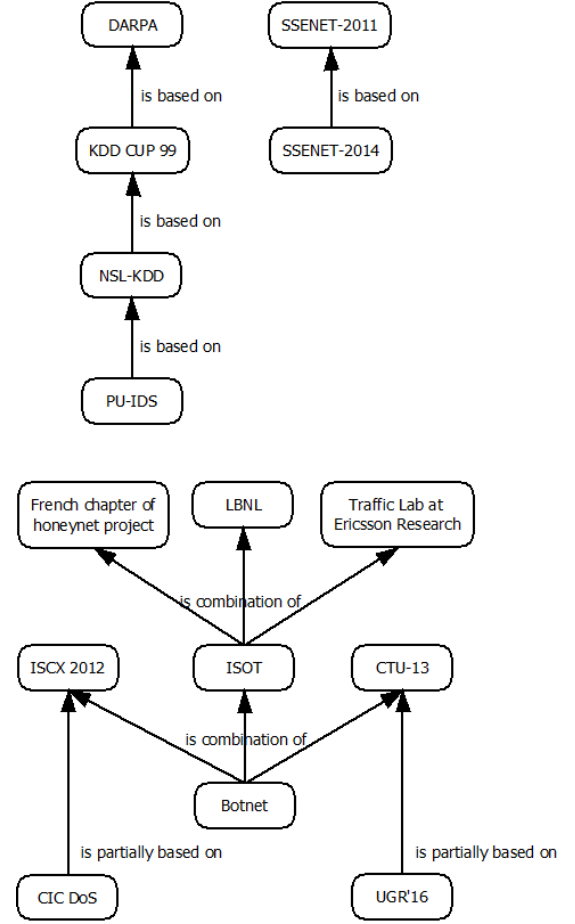 DARPA
SSENET-2011
is based on
is based on
KDD CUP 99
SSENET-2014
is based on
NSL-KDD
is based on
PU-IDS
French chapter of
honeynet project
LBNL
Traffic Lab at
Ericsson Research
is combination of
ISCX 2012
ISOT
CTU-13
is combination of
Botnet
is partially based on
is partially based on
CIC DoS
UGR'16